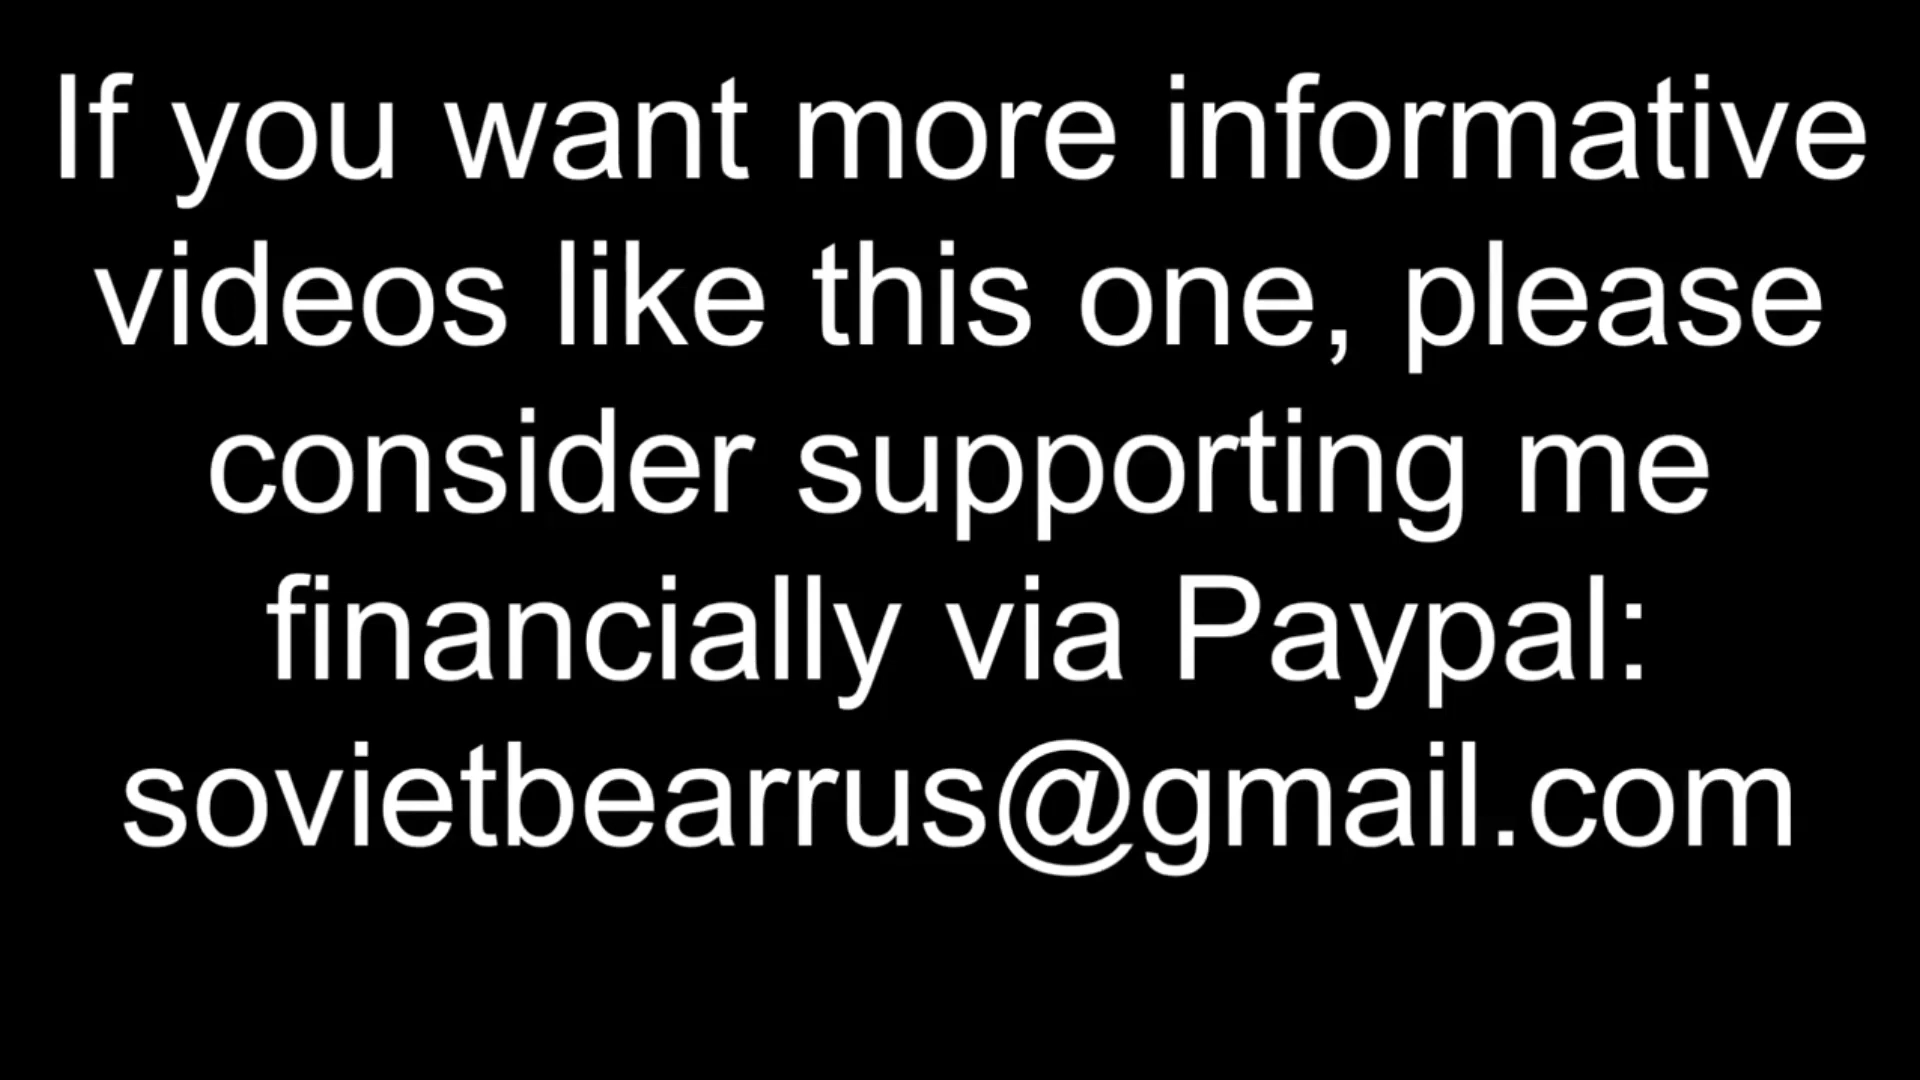 If you want more informative
videos like this one, please
consider supporting me
financially via Paypal:
sovietbearrus@gmail.com